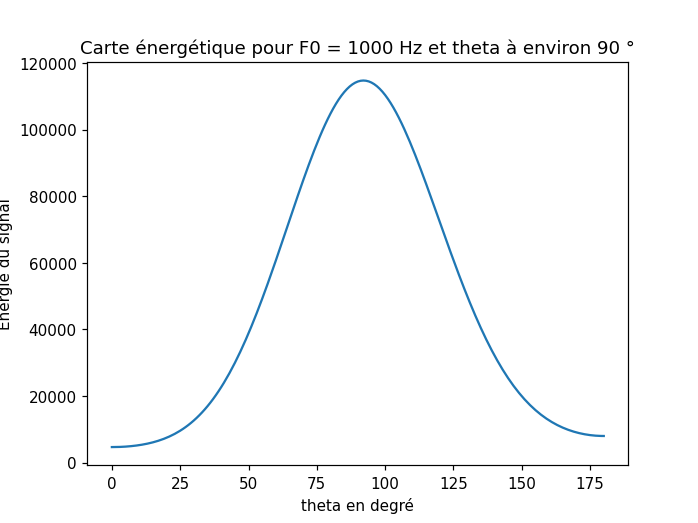 Carte énergétique pour F0 = 1000 Hz et theta à environ 90 °
120000
100000
80000
60000
40000
20000
0
Energie du signal
0 25 50 75 100 125 150 175
theta en degré